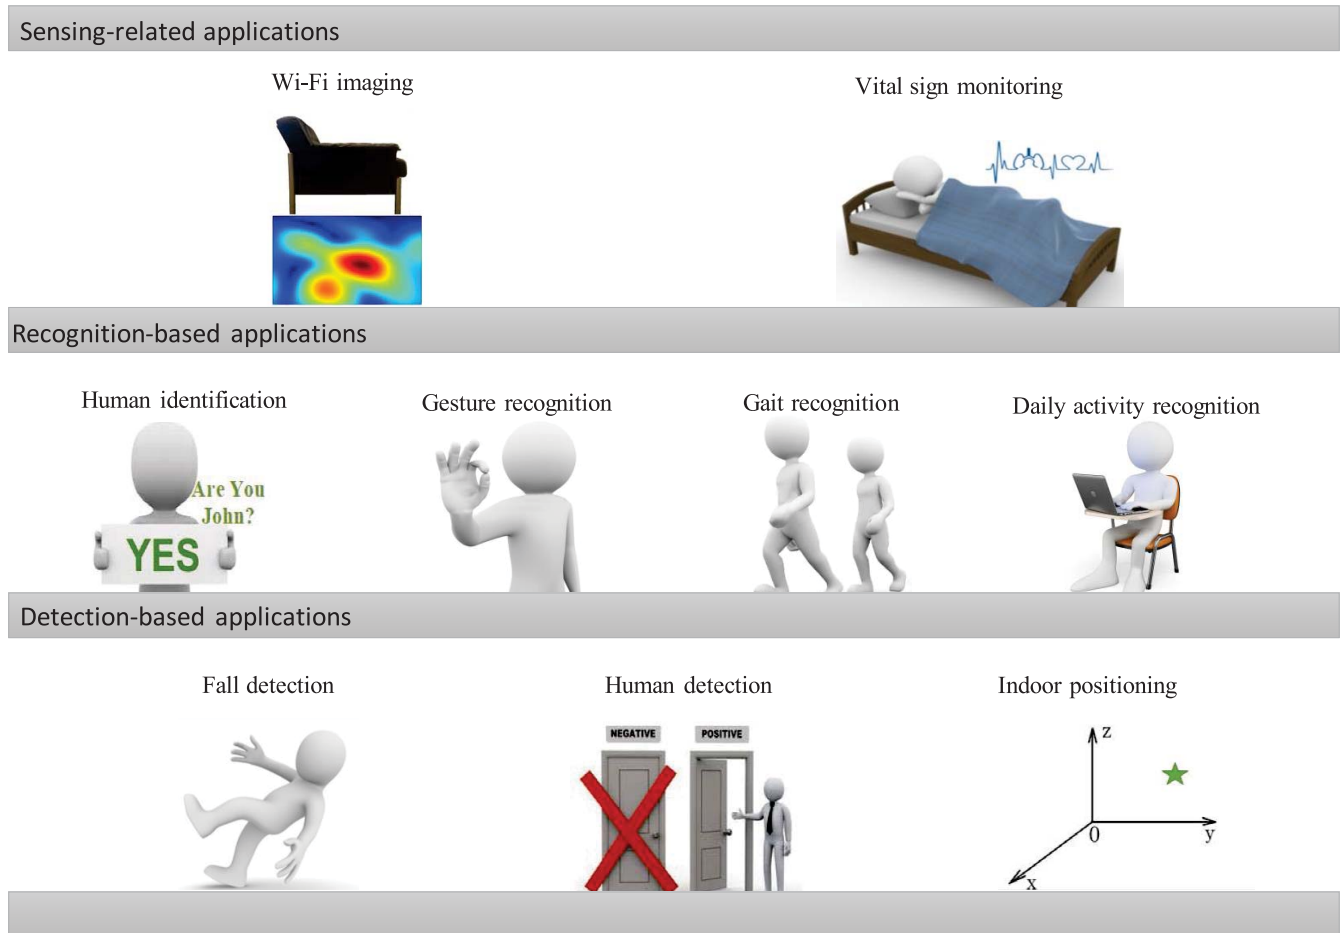 Sensing-related applications
Wi-Fi imaging
Vital sign monitoring
Recognition-based applications
Human identification
Gesture recognition
Gait recognition
Daily activity recognition
Are You
John?
YES
Detection-based applications
Fall detection
Human detection
Indoor positioning
NEGATIVE
POSITIVE
z
0
y
x